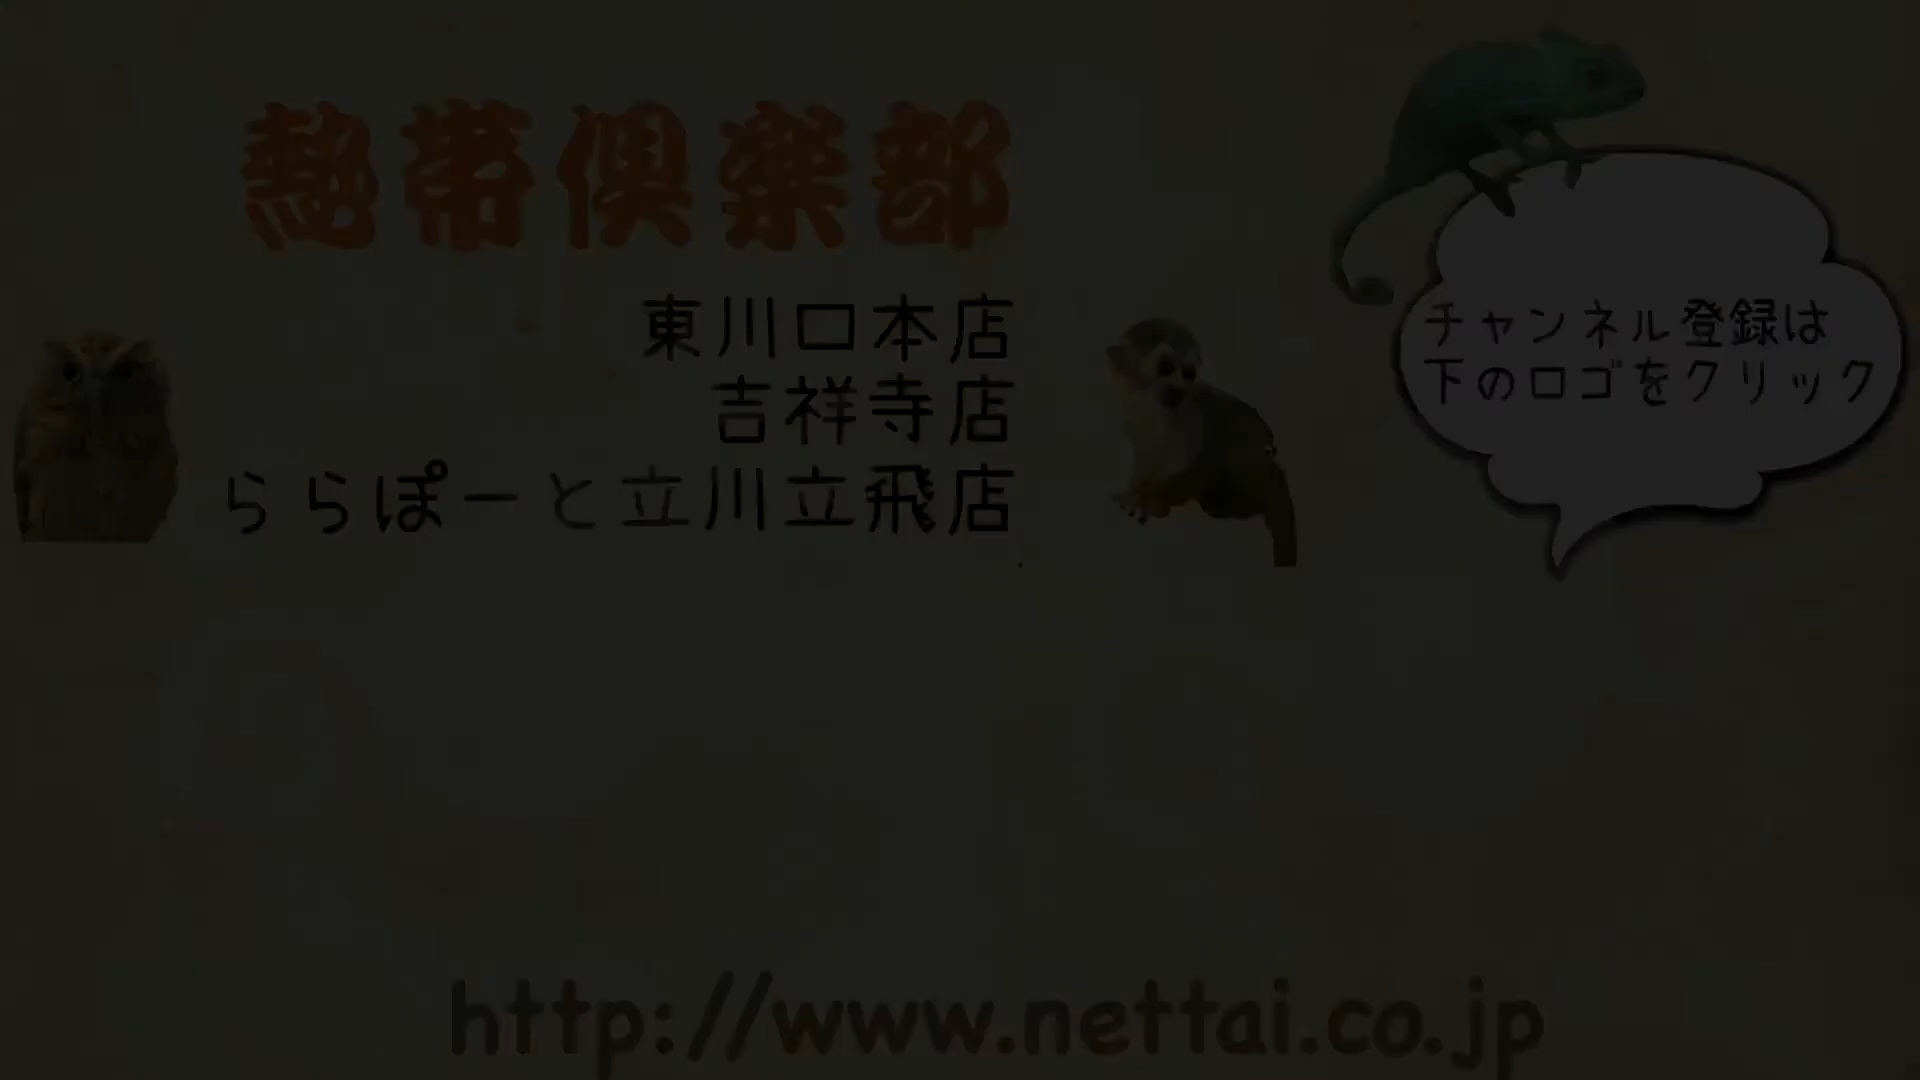 熱帯倶楽部
東川口本店
吉祥寺店
ららぽーと立川立飛店
チャンネル登録は
下のロゴをクリック
http://www.nettai.co.jp